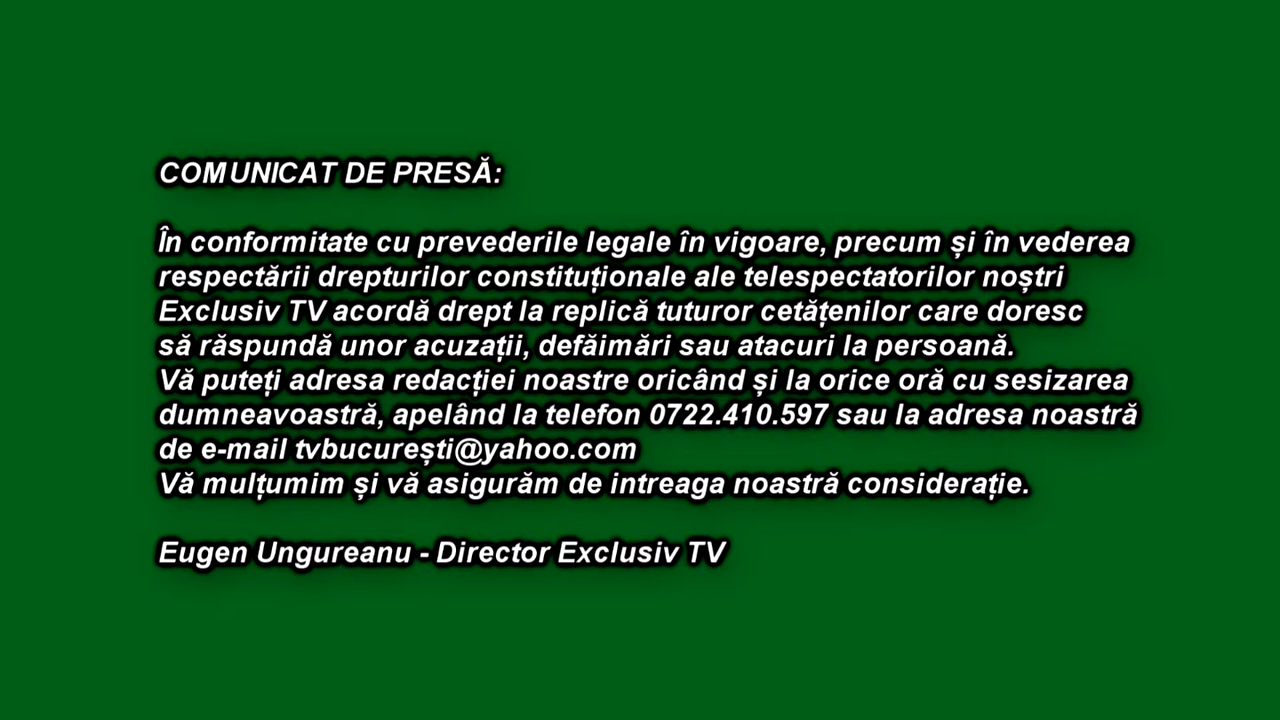 COMUNICAT DE PRESĂ:
În conformitate cu prevederile legale în vigoare, precum și în vederea
respectării drepturilor constituționale ale telespectatorilor noștri
Exclusiv TV acordă drept la replică tuturor cetățenilor care doresc
să răspundă unor acuzații, defăimări sau atacuri la persoană.
Vă puteți adresa redacției noastre oricând și la orice oră cu sesizarea
dumneavoastră, apelând la telefon 0722.410.597 sau la adresa noastră
de e-mail tvbucurești@yahoo.com
Vă mulțumim și vă asigurăm de intreaga noastră considerație.
Eugen Ungureanu - Director Exclusiv TV